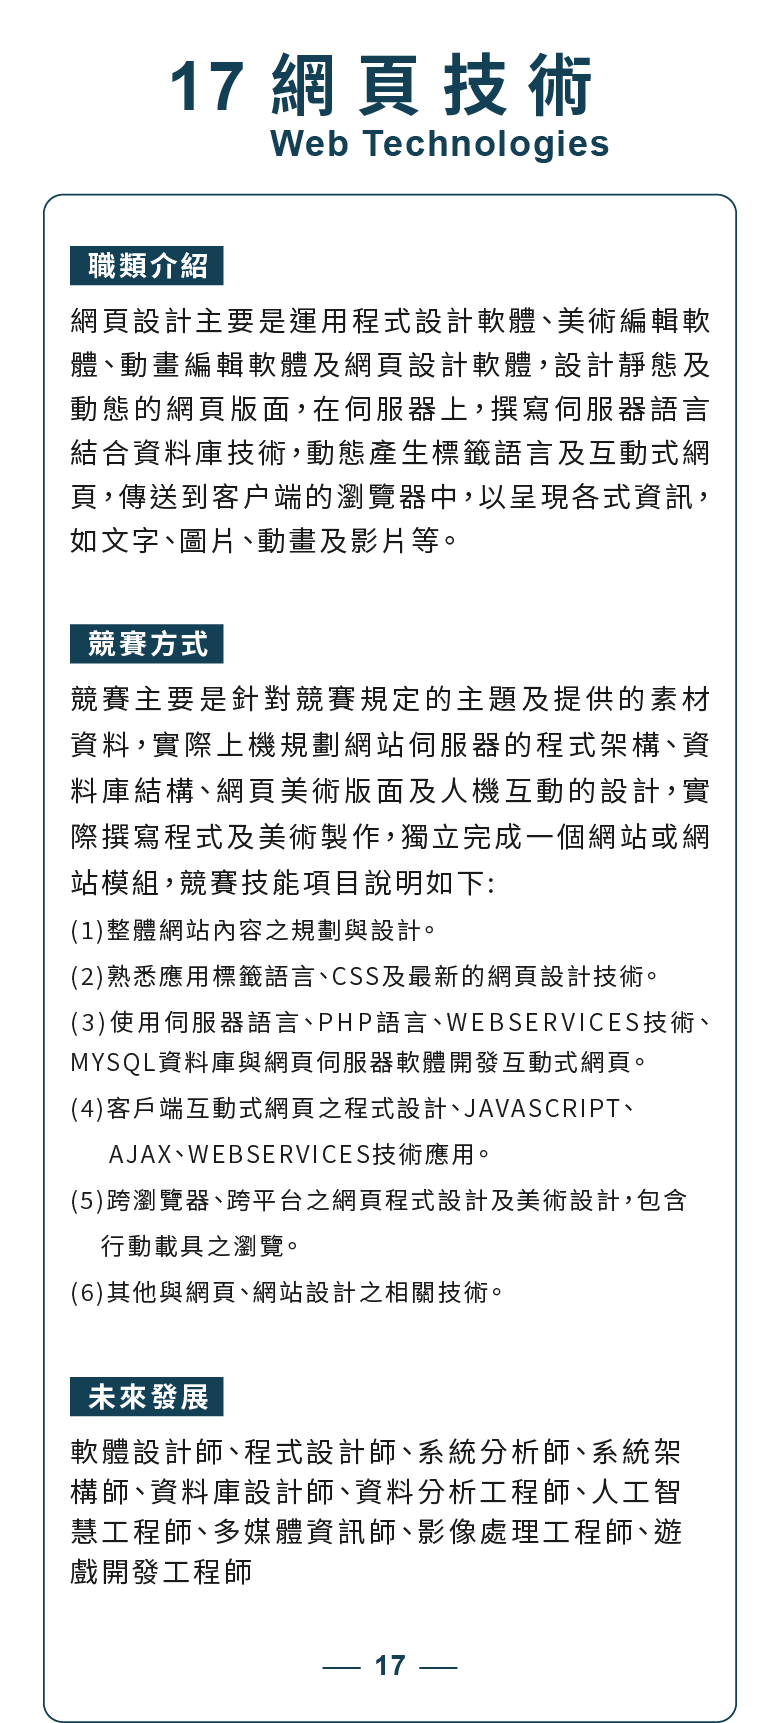 17 網頁技術
Web Technologies
職類介紹
網頁設計主要是運用程式設計軟體、美術編輯軟
體、動畫編輯軟體及網頁設計軟體，設計靜態及
動態的網頁版面，在伺服器上，撰寫伺服器語言
結合資料庫技術，動態產生標籤語言及互動式網
頁，傳送到客户端的瀏覽器中，以呈現各式資訊，
如文字、圖片、動畫及影片等。
競賽方式
競賽主要是針對競賽規定的主題及提供的素材
資料，實際上機規劃網站伺服器的程式架構、資
料庫結構、網頁美術版面及人機互動的設計，實
際撰寫程式及美術製作，獨立完成一個網站或網
站模組，競賽技能項目說明如下：
(1)整體網站內容之規劃與設計。
(2)熟悉應用標籤語言、CSS及最新的網頁設計技術。
(3)使用伺服器語言、PHP語言、WEBSERVICES技術、
MYSQL資料庫與網頁伺服器軟體開發互動式網頁。
(4)客戶端互動式網頁之程式設計、JAVASCRIPT、
AJAX、WEBSERVICES技術應用。
(5)跨瀏覽器、跨平台之網頁程式設計及美術設計，包含
行動載具之瀏覽。
(6)其他與網頁、網站設計之相關技術。
未來發展
軟體設計師、程式設計師、系統分析師、系統架
構師、資料庫設計師、資料分析工程師、人工智
慧工程師、多媒體資訊師、影像處理工程師、遊
戲開發工程師
17